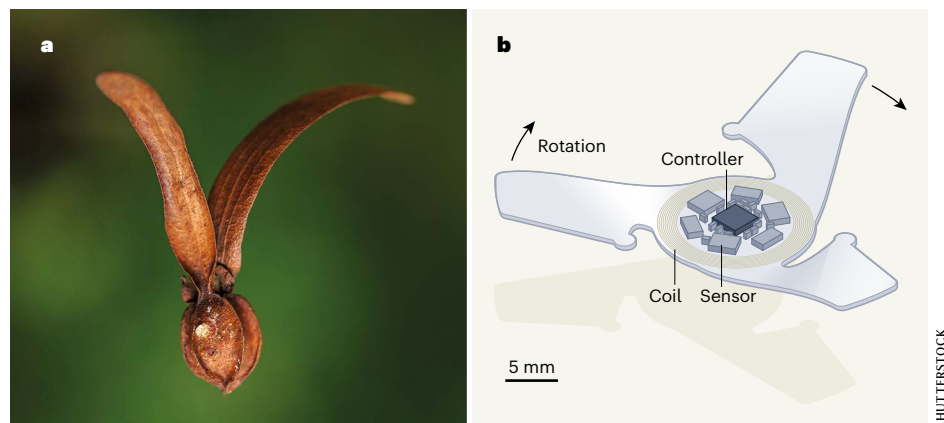 a
b
Rotation
Controller
Coil
Sensor
5 mm
HUTTERSTOCK